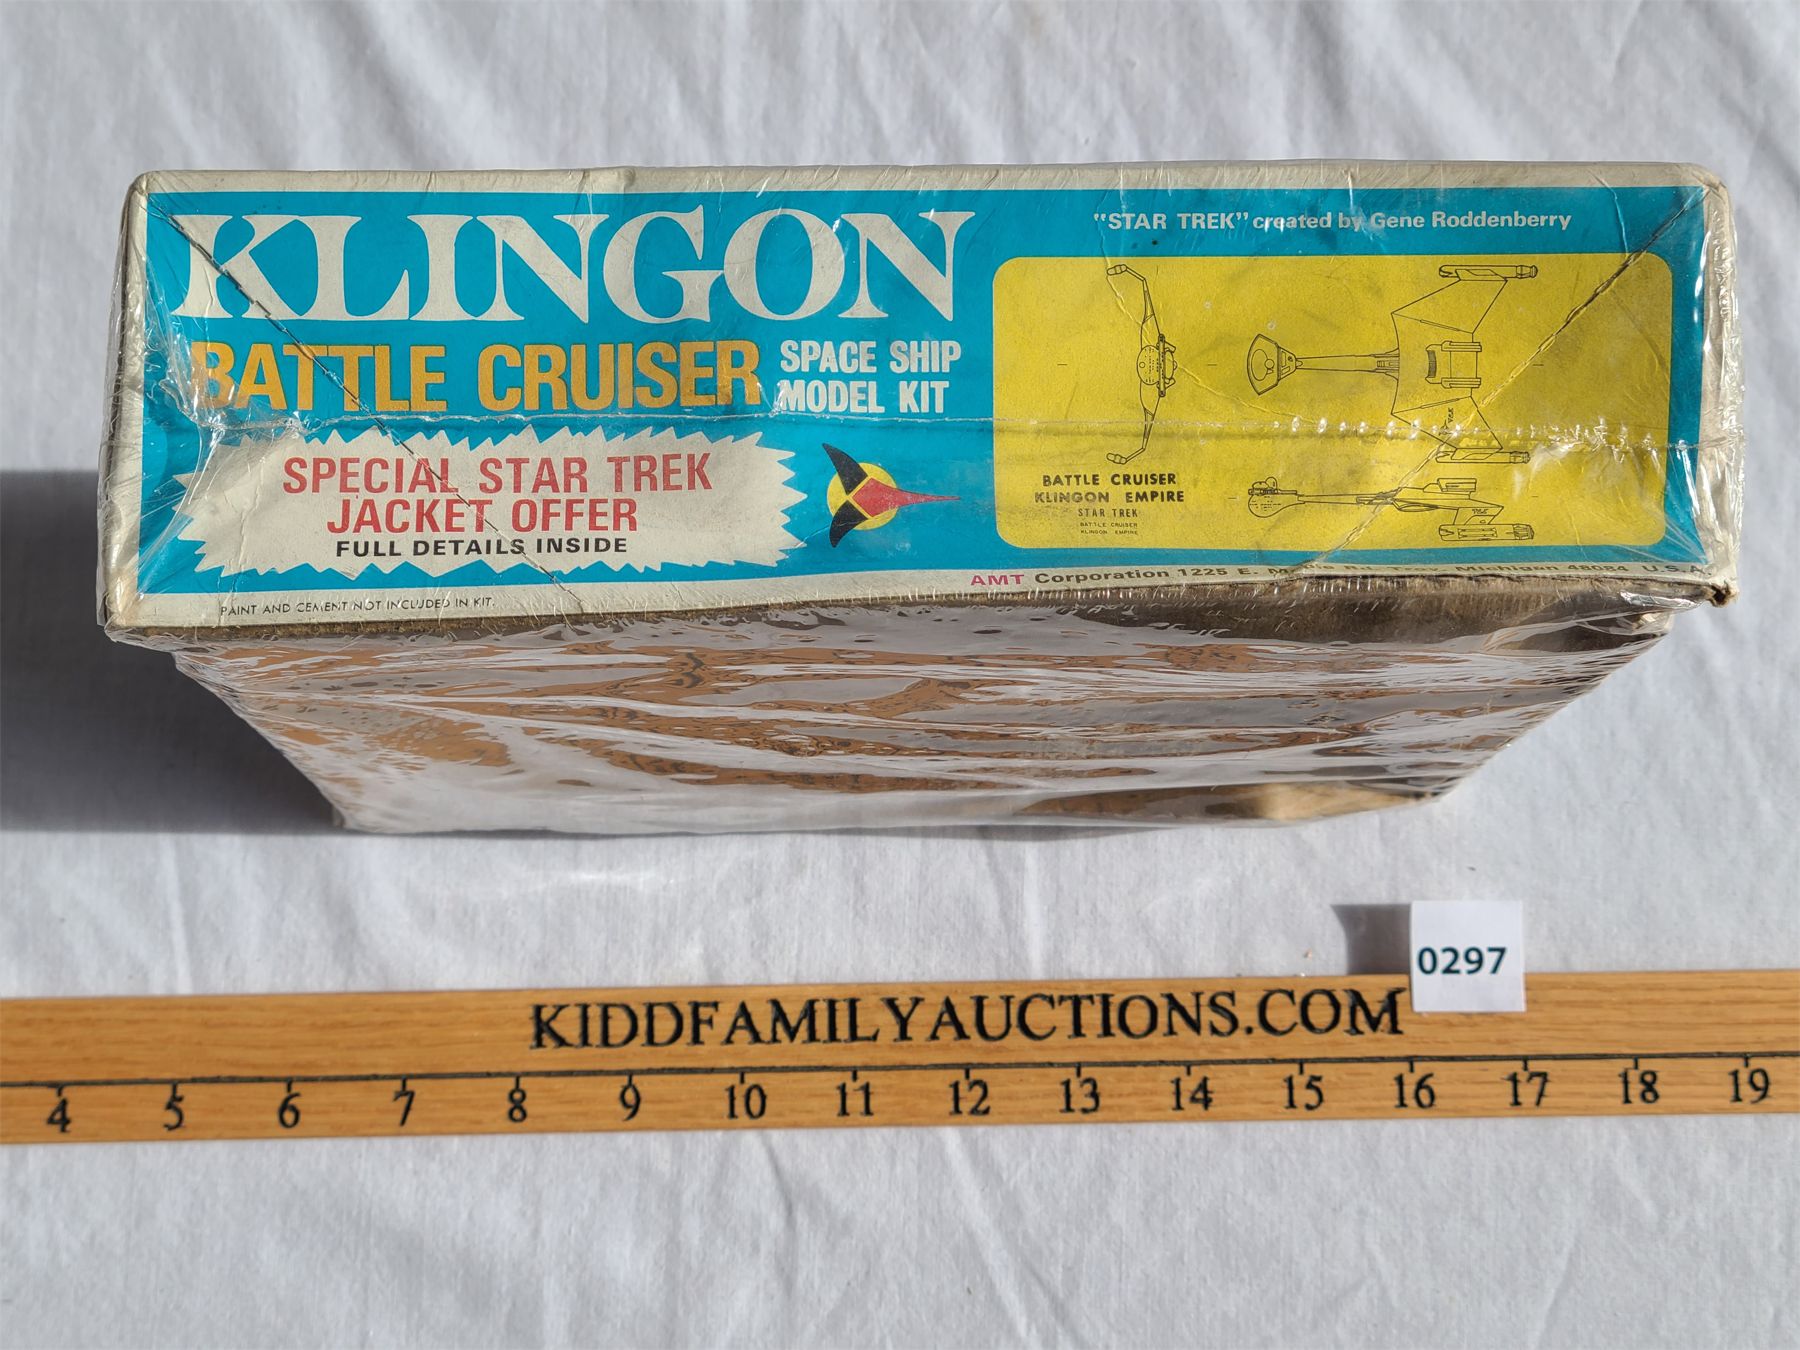 KLINGON
BATTLE CRUISER
SPACE SHIP
MODEL KIT
SPECIAL STAR TREK
JACKET OFFER
FULL DETAILS INSIDE
PAINT AND CEMENT NOT INCLUDED IN KIT.
"STAR TREK" created by Gene Roddenberry
BATTLE CRUISER
KLINGON EMPIRE
STAR TREK
BATTLE CRUISER
KLINGON EMPIRE
AMT Corporation 1225 E. Troy, Michigan 48084 U.S.A.
0297
KIDDFAMILYAUCTIONS.COM
4 5 6 7 8 9 10 11 12 13 14 15 16 17 18 19